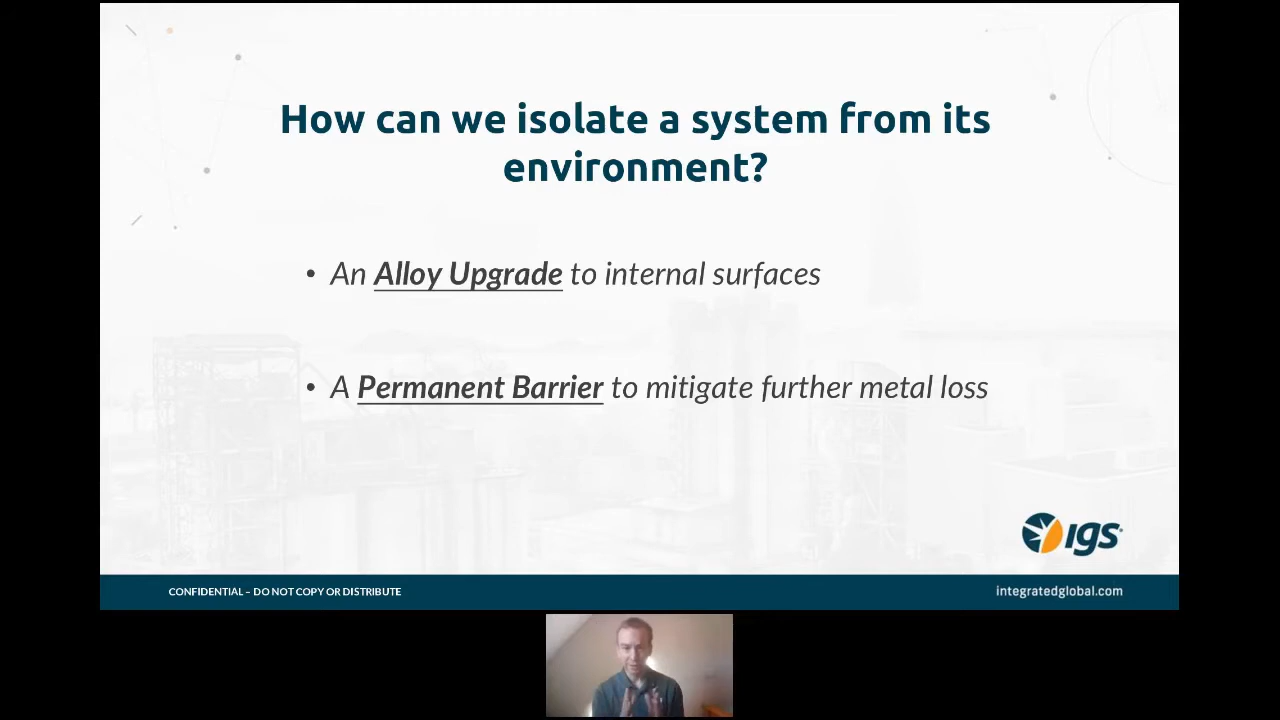 How can we isolate a system from its
environment?
• An Alloy Upgrade to internal surfaces
• A Permanent Barrier to mitigate further metal loss
igs
CONFIDENTIAL – DO NOT COPY OR DISTRIBUTE
integratedglobal.com